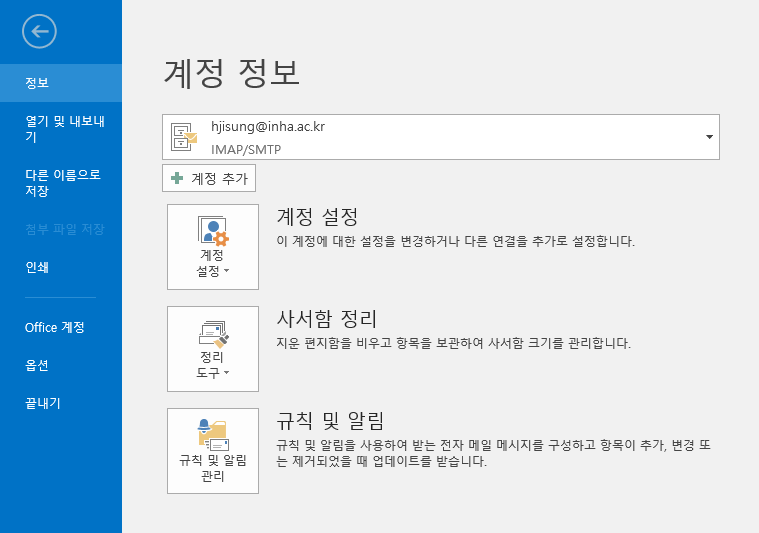 정보
열기 및 내보내
기
다른 이름으로
저장
첨부 파일 저장
인쇄
Office 계정
옵션
끝내기
계정 정보
hjisung@inha.ac.kr
IMAP/SMTP
계정 추가
계정
설정
계정 설정
이 계정에 대한 설정을 변경하거나 다른 연결을 추가로 설정합니다.
정리
도구
사서함 정리
지운 편지함을 비우고 항목을 보관하여 사서함 크기를 관리합니다.
규칙 및 알림
관리
규칙 및 알림
규칙 및 알림을 사용하여 받는 전자 메일 메시지를 구성하고 항목이 추가, 변경 또
는 제거되었을 때 업데이트를 받습니다.